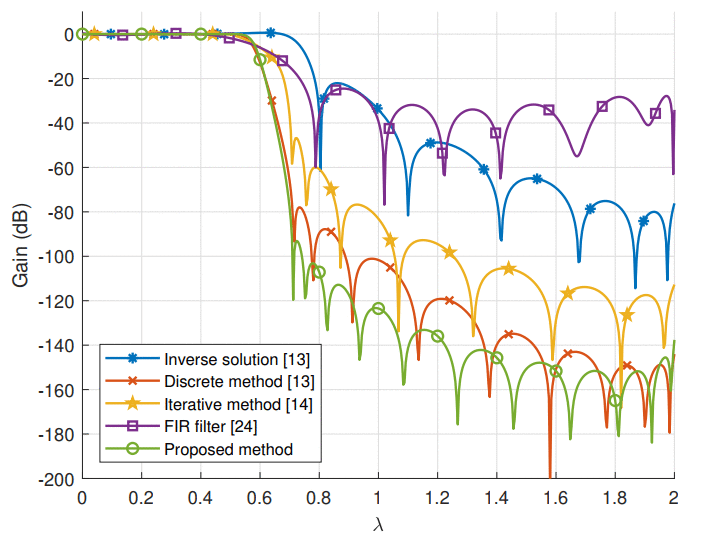 0
-20
-40
-60
-80
-100
-120
-140
-160
-180
-200
Gain (dB)
Inverse solution [13]
Discrete method [13]
Iterative method [14]
FIR filter [24]
Proposed method
0 0.2 0.4 0.6 0.8 1 1.2 1.4 1.6 1.8 2
λ